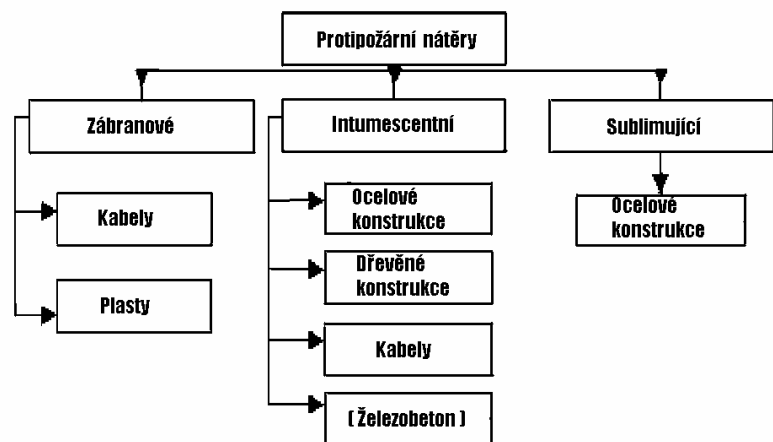 Protipožární nátěry
Zábranové
Intumescentní
Sublimující
Kabely
Plasty
Ocelové
konstrukce
Dřevěné
konstrukce
Kabely
( Železobeton )
Ocelové
konstrukce